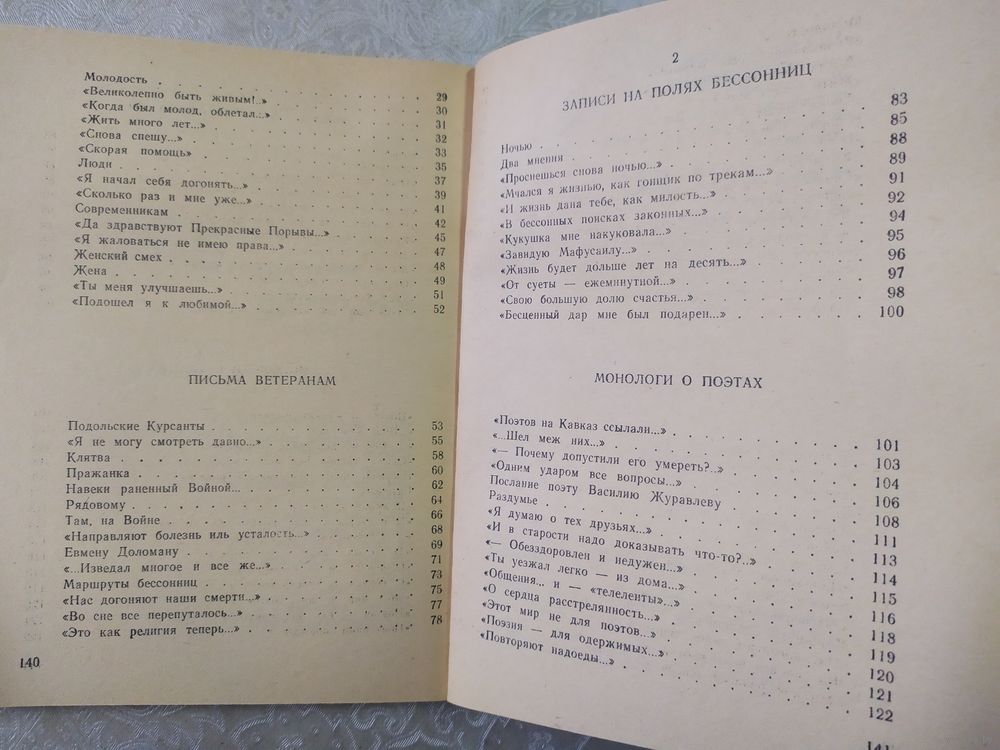 Молодость 29
«Великолепно быть живым!..» 30
«Когда был молод, облетал...» 31
«Жить много лет...» 32
«Снова спешу...» 33
«Скорая помощь» 35
Люди 37
«Я начал себя догонять...» 39
«Сколько раз и мне уже...» 41
Современникам 42
«Да здравствуют Прекрасные Порывы...» 45
«Я жаловаться не имею права...» 47
Женский смех 48
Жена 49
«Ты меня улучшаешь...» 51
«Подошел я к любимой...» 52
ПИСЬМА ВЕТЕРАНАМ
Подольские Курсанты 53
«Я не могу смотреть давно...» 55
Клятва 58
Пражанка 60
Навеки раненный Войной... 62
Рядовому 64
Там, на Войне 66
«Направляют болезнь иль усталость...» 68
Евмену Доломану 69
«...Изведал многое и все же...» 71
Маршруты бессонниц 73
«Нас догоняют наши смерти...» 75
«Во сне все перепуталось...» 77
«Это как религия теперь...» 78
140
2
ЗАПИСИ НА ПОЛЯХ БЕССОННИЦ
Ночью 83
Два мнения 85
«Проснешься снова ночью...» 88
«Мчался я жизнью, как гонщик по трекам...» 89
«И жизнь дана тебе, как милость...» 91
«В бессонных поисках законных...» 92
«Кукушка мне накуковала...» 94
«Завидую Мафусаилу...» 95
«Жизнь будет дольше лет на десять...» 96
«От суеты — ежеминутной...» 97
«Свою большую долю счастья...» 98
«Бесценный дар мне был подарен...» 100
МОНОЛОГИ О ПОЭТАХ
«Поэтов на Кавказ ссылали...» 101
«...Шел меж них...» 103
«— Почему допустили его умереть?..» 104
«Одним ударом все вопросы...» 106
Послание поэту Василию Журавлеву 108
Раздумье 111
«Я думаю о тех друзьях...» 113
«И в старости надо доказывать что-то?..» 114
«— Обезздоровлен и недужен...» 115
«Ты уезжал легко — из дома...» 116
«Общения... и — «телеленты»...» 118
«О сердца расстрелянность...» 119
«Этот мир не для поэтов...» 120
«Поэзия — для одержимых...» 121
«Повторяют надоеды...» 122
141